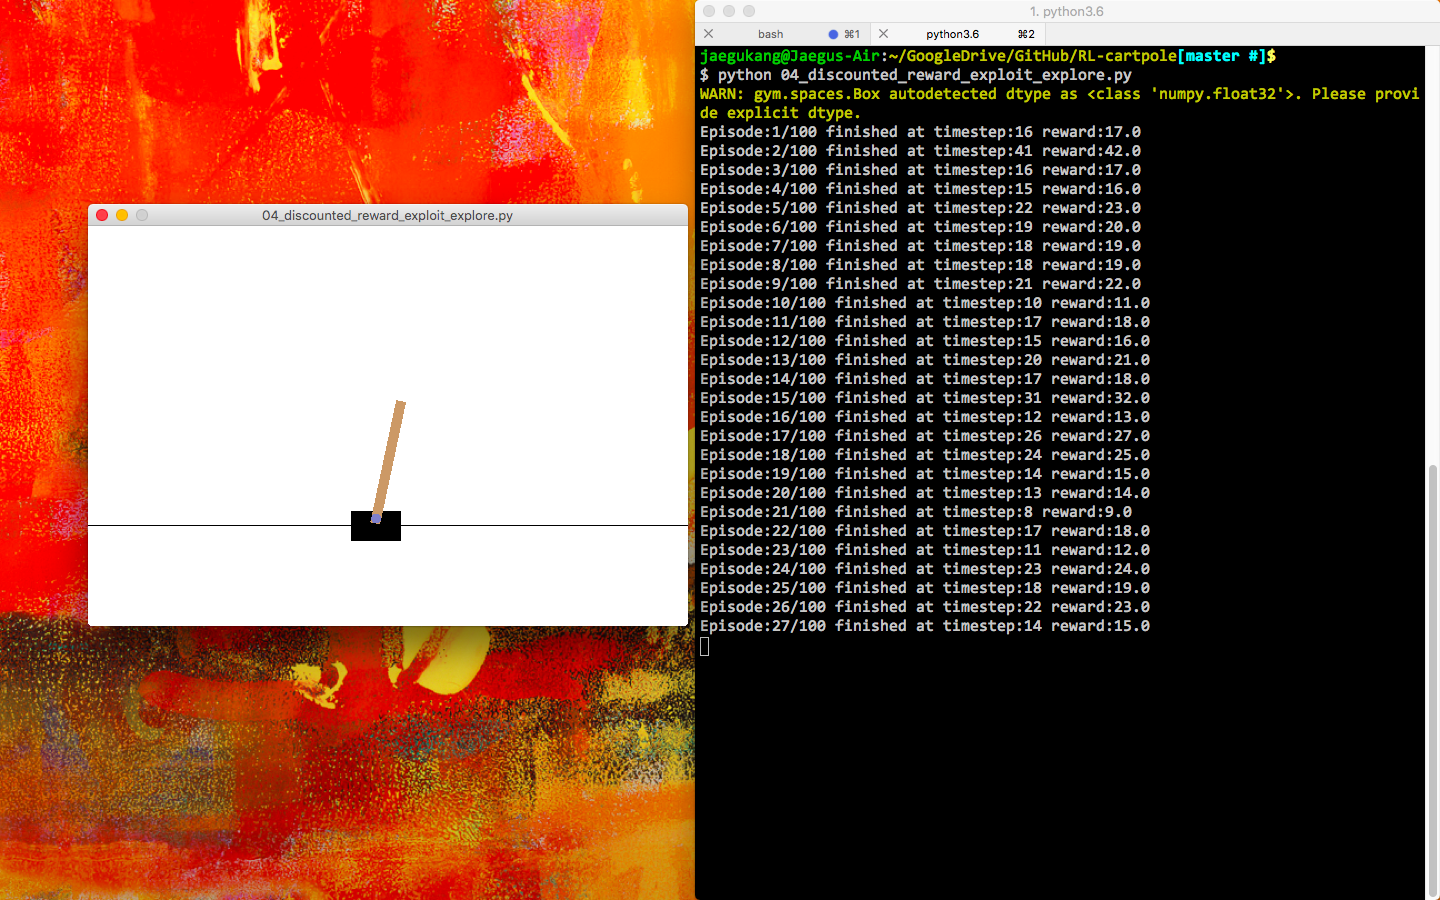 04_discounted_reward_exploit_explore.py
1. python3.6
bash ⌘1 python3.6 ⌘2
jaegukang@Jaegus-Air:~/GoogleDrive/GitHub/RL-cartpole[master #]$
$ python 04_discounted_reward_exploit_explore.py
WARN: gym.spaces.Box autodetected dtype as <class 'numpy.float32'>. Please provi
de explicit dtype.
Episode:1/100 finished at timestep:16 reward:17.0
Episode:2/100 finished at timestep:41 reward:42.0
Episode:3/100 finished at timestep:16 reward:17.0
Episode:4/100 finished at timestep:15 reward:16.0
Episode:5/100 finished at timestep:22 reward:23.0
Episode:6/100 finished at timestep:19 reward:20.0
Episode:7/100 finished at timestep:18 reward:19.0
Episode:8/100 finished at timestep:18 reward:19.0
Episode:9/100 finished at timestep:21 reward:22.0
Episode:10/100 finished at timestep:10 reward:11.0
Episode:11/100 finished at timestep:17 reward:18.0
Episode:12/100 finished at timestep:15 reward:16.0
Episode:13/100 finished at timestep:20 reward:21.0
Episode:14/100 finished at timestep:17 reward:18.0
Episode:15/100 finished at timestep:31 reward:32.0
Episode:16/100 finished at timestep:12 reward:13.0
Episode:17/100 finished at timestep:26 reward:27.0
Episode:18/100 finished at timestep:24 reward:25.0
Episode:19/100 finished at timestep:14 reward:15.0
Episode:20/100 finished at timestep:13 reward:14.0
Episode:21/100 finished at timestep:8 reward:9.0
Episode:22/100 finished at timestep:17 reward:18.0
Episode:23/100 finished at timestep:11 reward:12.0
Episode:24/100 finished at timestep:23 reward:24.0
Episode:25/100 finished at timestep:18 reward:19.0
Episode:26/100 finished at timestep:22 reward:23.0
Episode:27/100 finished at timestep:14 reward:15.0